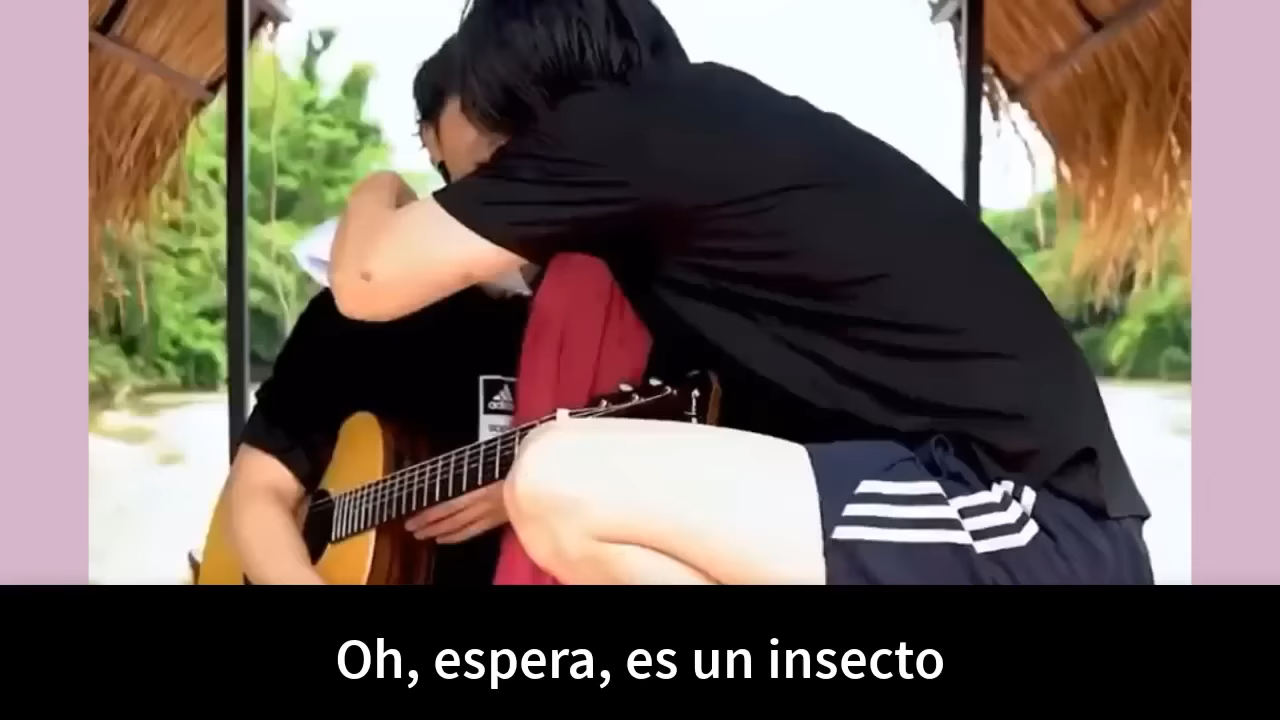 Oh, espera, es un insecto